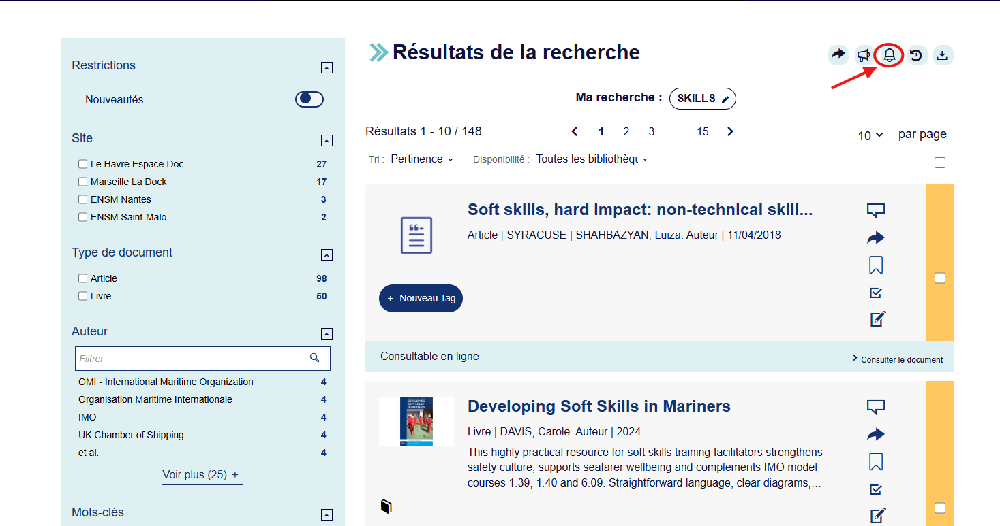 Restrictions
Nouveautés
Site
Le Havre Espace Doc 27
Marseille La Dock 17
ENSM Nantes 3
ENSM Saint-Malo 2
Type de document
Article 98
Livre 50
Auteur
Filtrer
OMI - International Maritime Organization 4
Organisation Maritime Internationale 4
IMO 4
UK Chamber of Shipping 4
et al. 4
Voir plus (25) +
Mots-clés
Résultats de la recherche
Ma recherche : SKILLS
Résultats 1 - 10 / 148 1 2 3 ... 15 10 par page
Tri : Pertinence Disponibilité : Toutes les bibliothèqu
Soft skills, hard impact: non-technical skill...
Article | SYRACUSE | SHAHBAZYAN, Luiza. Auteur | 11/04/2018
+ Nouveau Tag
Consultable en ligne Consulter le document
DEVELOPING
SOFT SKILLS
IN MARINERS
Developing Soft Skills in Mariners
Livre | DAVIS, Carole. Auteur | 2024
This highly practical resource for soft skills training facilitators strengthens
safety culture, supports seafarer wellbeing and complements IMO model
courses 1.39, 1.40 and 6.09. Straightforward language, clear diagrams,...